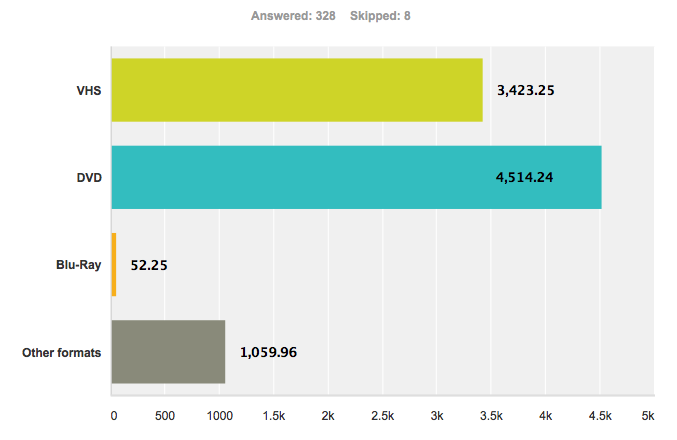 Answered: 328 Skipped: 8
VHS 3,423.25
DVD 4,514.24
Blu-Ray 52.25
Other formats 1,059.96
0 500 1000 1.5k 2k 2.5k 3k 3.5k 4k 4.5k 5k